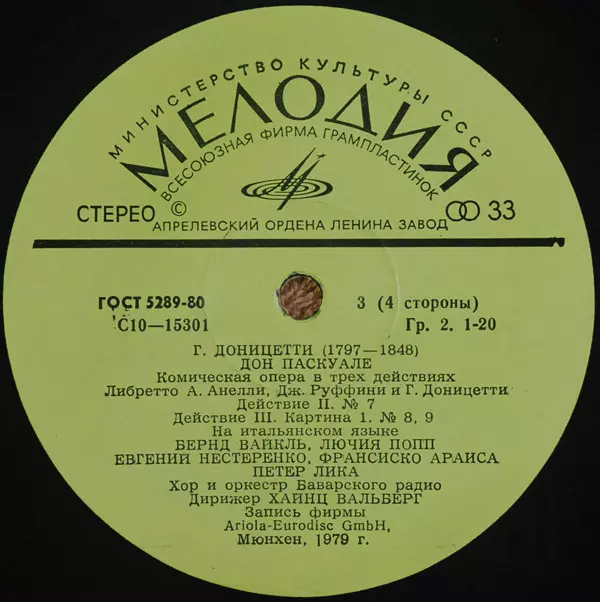 МИНИСТЕРСТВО КУЛЬТУРЫ СССР
МЕЛОДИЯ
ВСЕСОЮЗНАЯ ФИРМА ГРАМПЛАСТИНОК
СТЕРЕО © 33
АПРЕЛЕВСКИЙ ОРДЕНА ЛЕНИНА ЗАВОД
ГОСТ 5289-80 3 (4 стороны)
С10—15301 Гр. 2. 1-20
Г. ДОНИЦЕТТИ (1797—1848)
ДОН ПАСКУАЛЕ
Комическая опера в трех действиях
Либретто А. Анелли, Дж. Руффини и Г. Доницетти
Действие II. № 7
Действие III. Картина 1. № 8, 9
На итальянском языке
БЕРНД ВАЙКЛЬ, ЛЮЧИЯ ПОПП
ЕВГЕНИЙ НЕСТЕРЕНКО, ФРАНСИСКО АРАИСА
ПЕТЕР ЛИКА
Хор и оркестр Баварского радио
Дирижер ХАЙНЦ ВАЛЬБЕРГ
Запись фирмы
Ariola-Eurodisc GmbH,
Мюнхен, 1979 г.